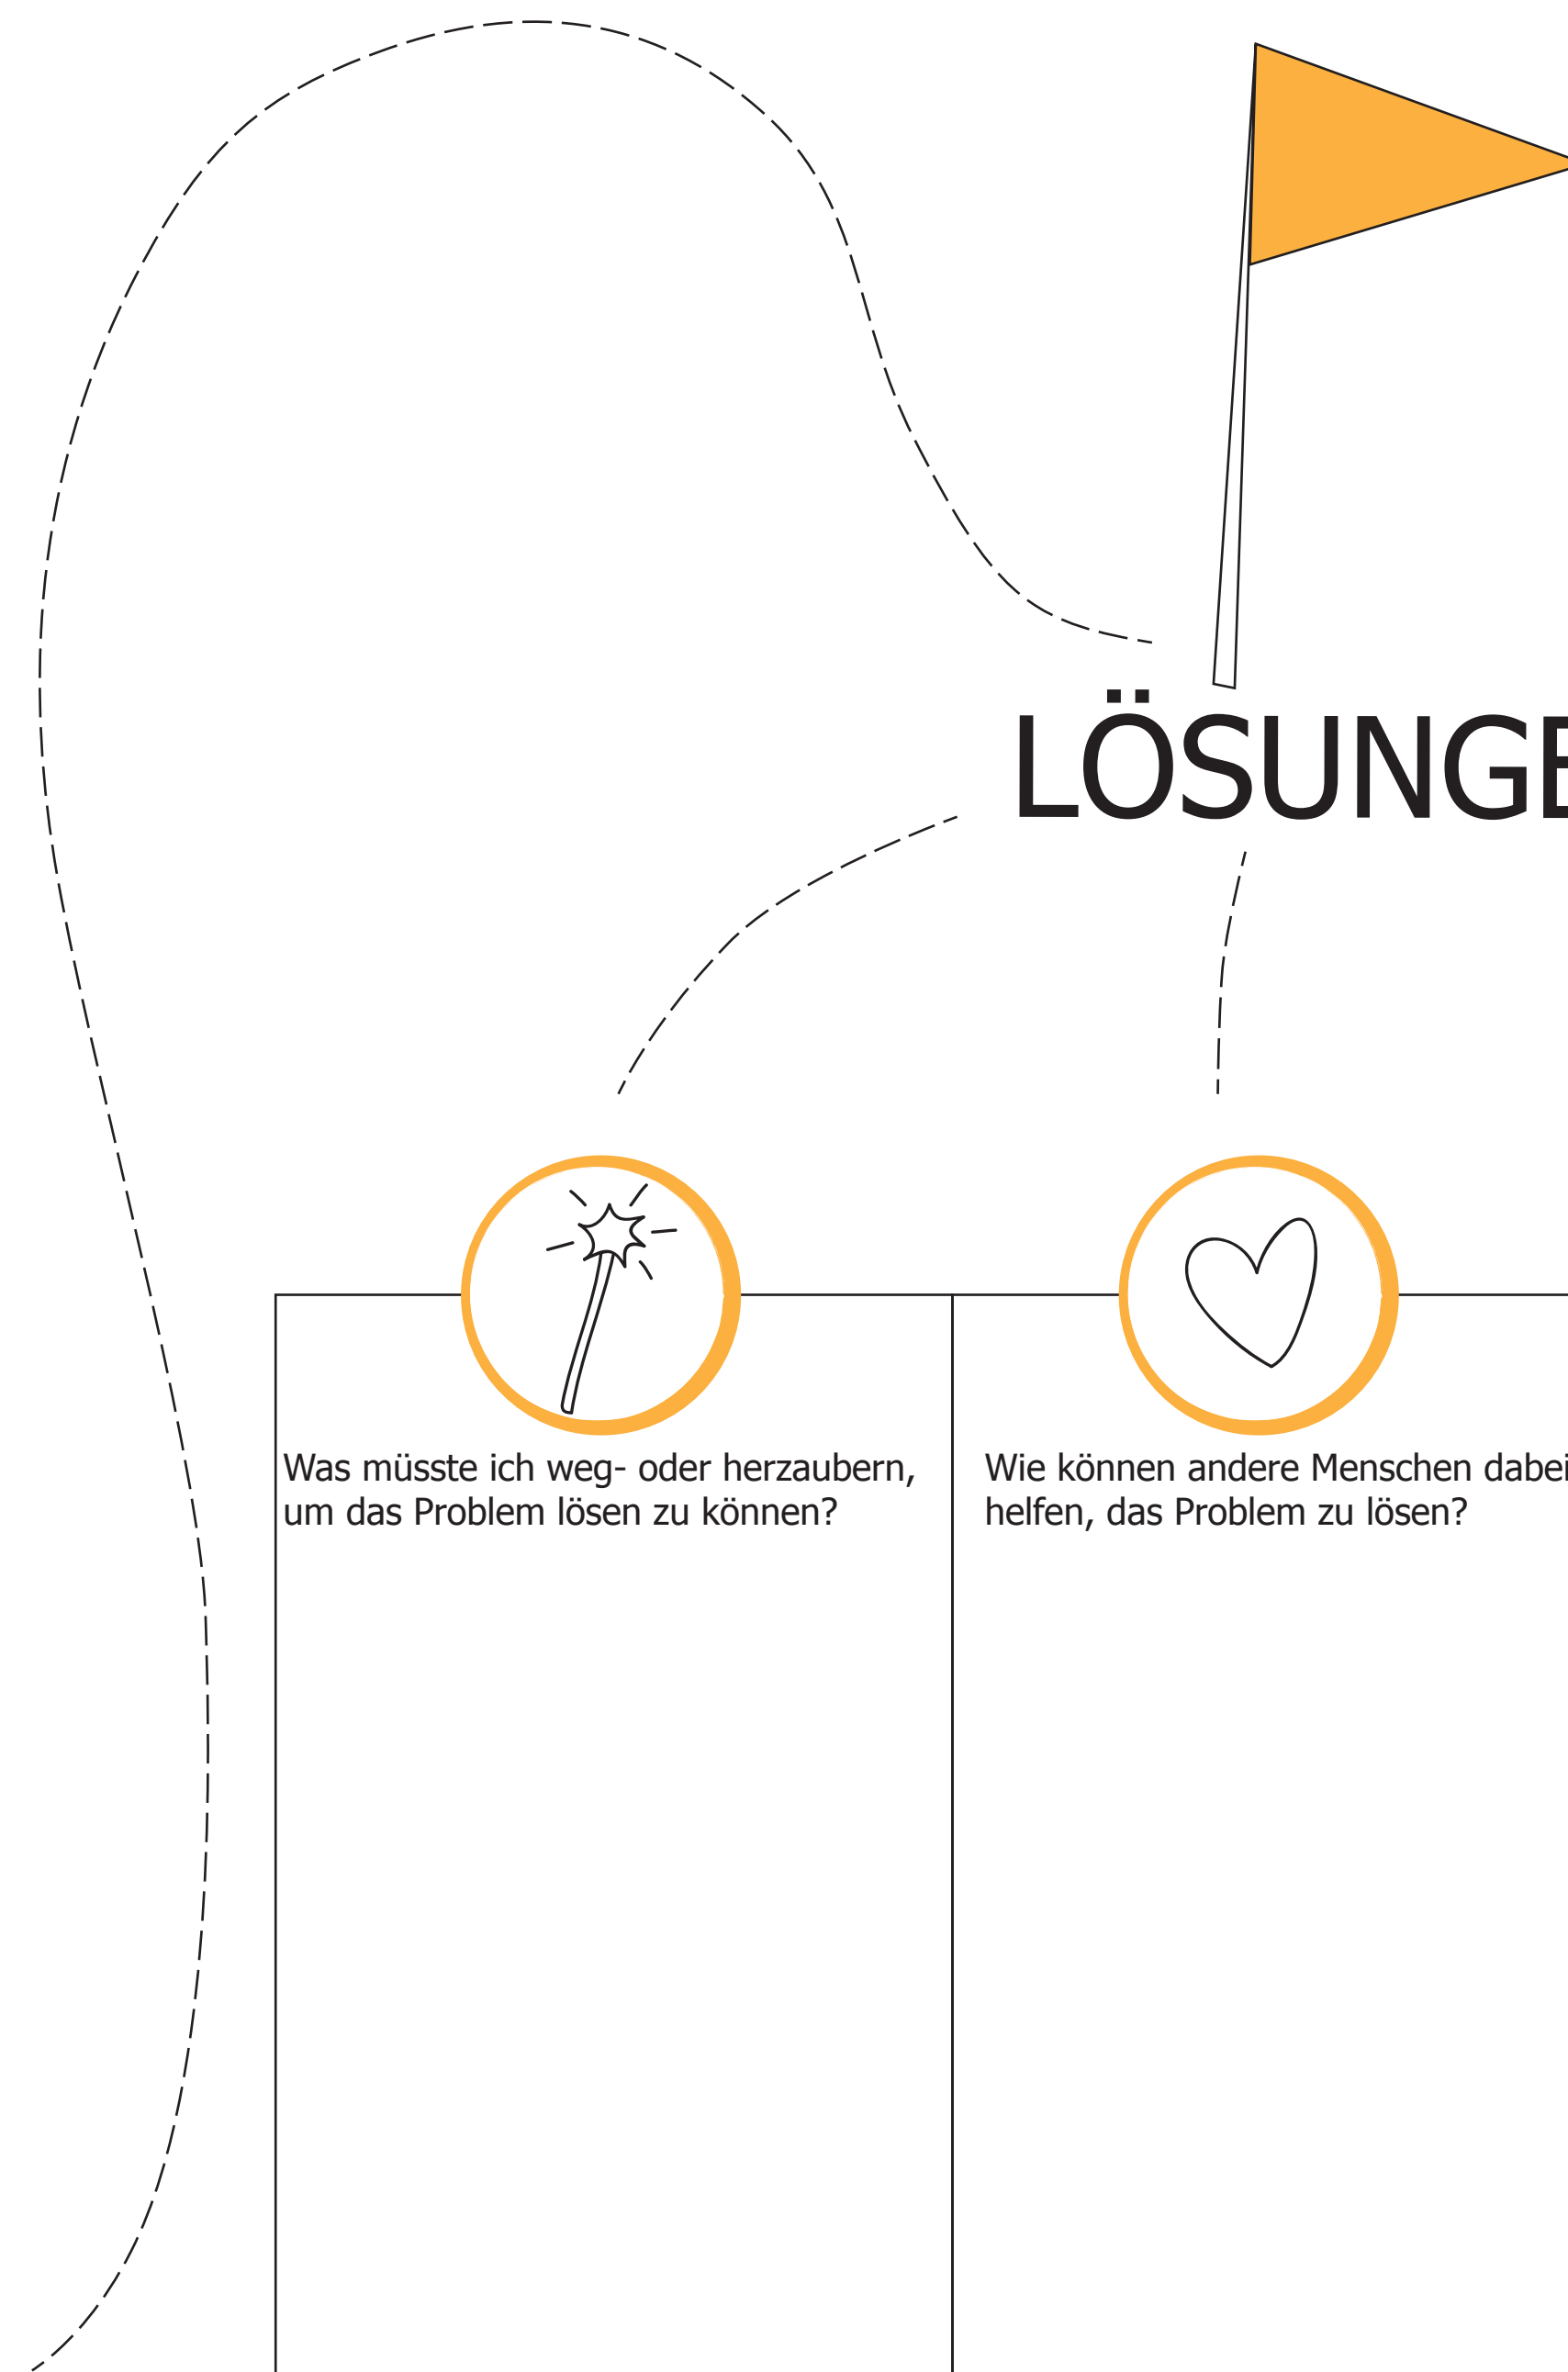 LÖSUNGE
Was müsste ich weg- oder herzaubern,
um das Problem lösen zu können?
Wie können andere Menschen dabei
helfen, das Problem zu lösen?